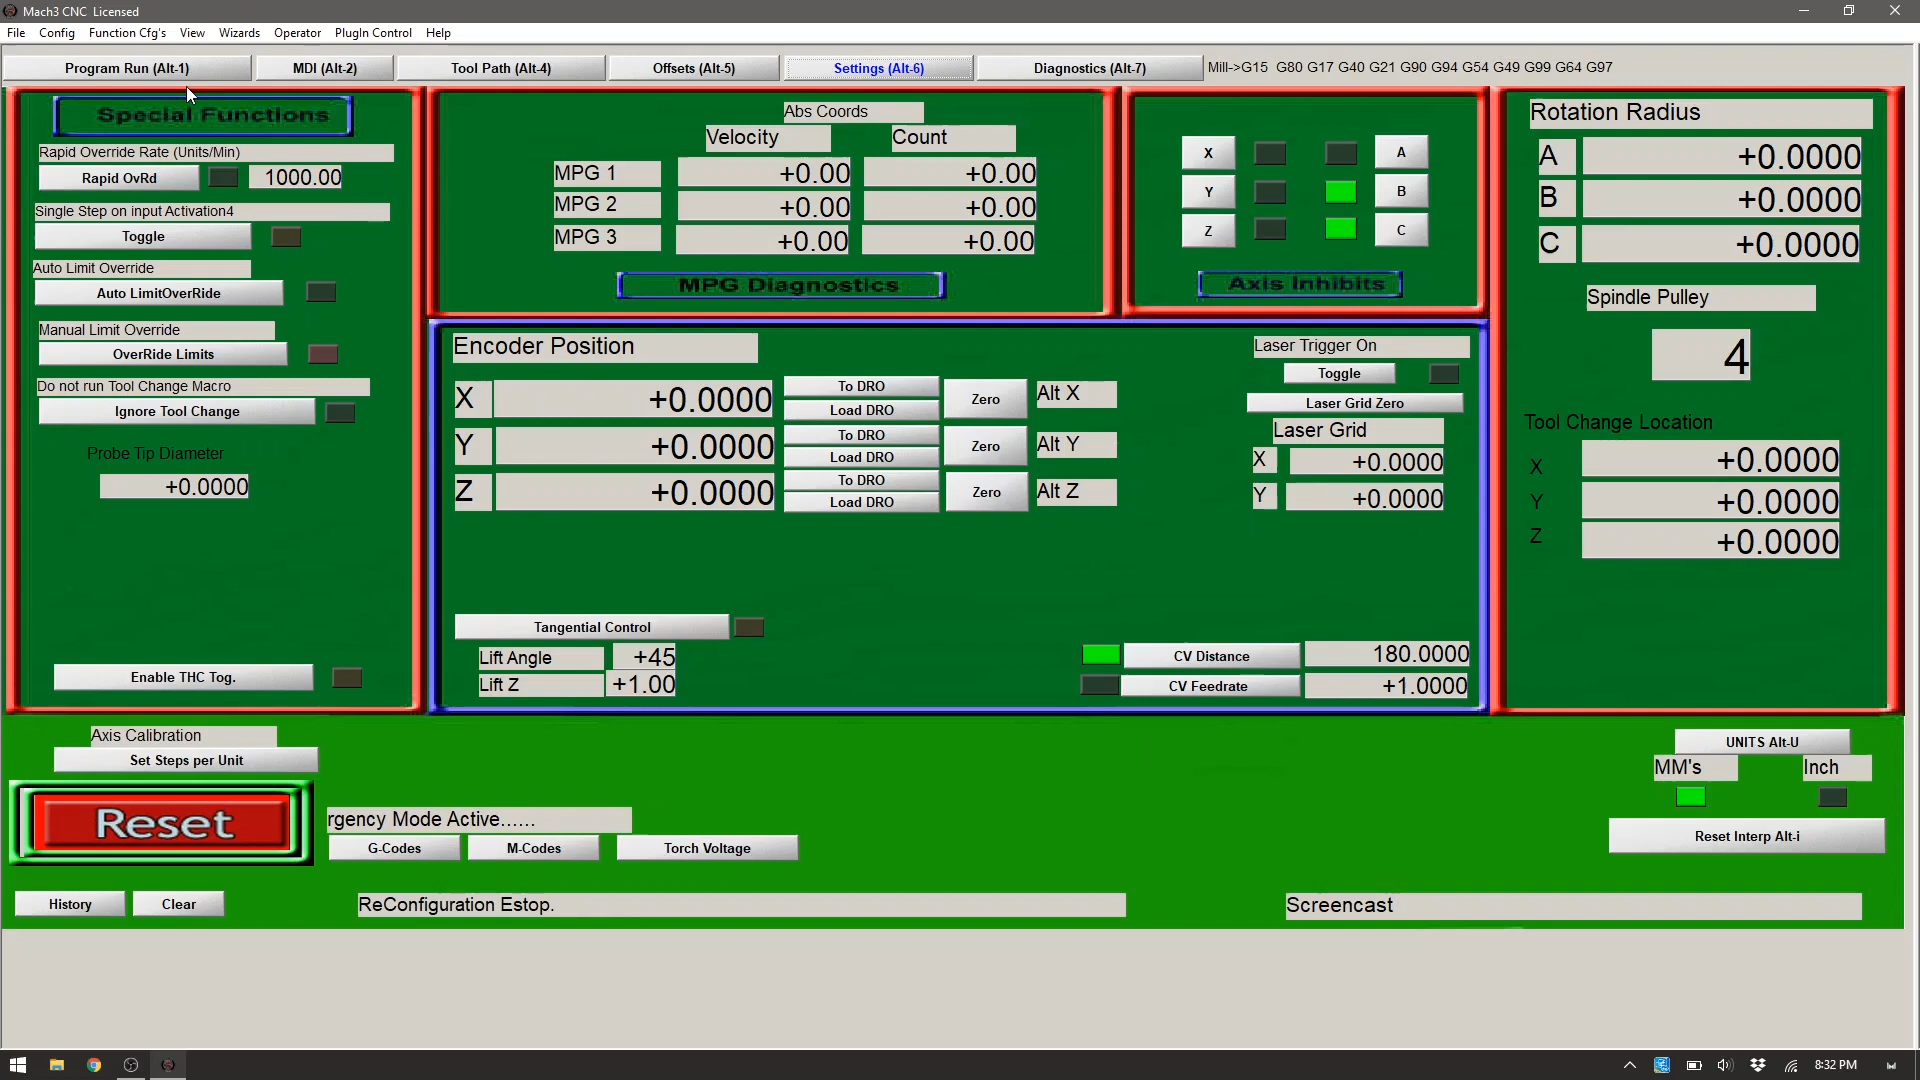 Mach3 CNC  Licensed
File Config Function Cfg's View Wizards Operator PlugIn Control Help
Program Run (Alt-1) MDI (Alt-2) Tool Path (Alt-4) Offsets (Alt-5) Settings (Alt-6) Diagnostics (Alt-7) Mill->G15  G80 G17 G40 G21 G90 G94 G54 G49 G99 G64 G97
Special Functions
Rapid Override Rate (Units/Min)
Rapid OvRd 1000.00
Single Step on input Activation4
Toggle
Auto Limit Override
Auto LimitOverRide
Manual Limit Override
OverRide Limits
Do not run Tool Change Macro
Ignore Tool Change
Probe Tip Diameter
+0.0000
Enable THC Tog.
Abs Coords
Velocity Count
MPG 1 +0.00 +0.00
MPG 2 +0.00 +0.00
MPG 3 +0.00 +0.00
MPG Diagnostics
X A
Y B
Z C
Axis Inhibits
Encoder Position
X +0.0000 To DRO Load DRO Zero Alt X
Y +0.0000 To DRO Load DRO Zero Alt Y
Z +0.0000 To DRO Load DRO Zero Alt Z
Laser Trigger On
Toggle
Laser Grid Zero
Laser Grid
X +0.0000
Y +0.0000
Tangential Control
Lift Angle +45
Lift Z +1.00
CV Distance 180.0000
CV Feedrate +1.0000
Rotation Radius
A +0.0000
B +0.0000
C +0.0000
Spindle Pulley
4
Tool Change Location
X +0.0000
Y +0.0000
Z +0.0000
Axis Calibration
Set Steps per Unit
Reset
rgency Mode Active......
G-Codes M-Codes Torch Voltage
UNITS Alt-U
MM's Inch
Reset Interp Alt-i
History Clear ReConfiguration Estop. Screencast
8:32 PM